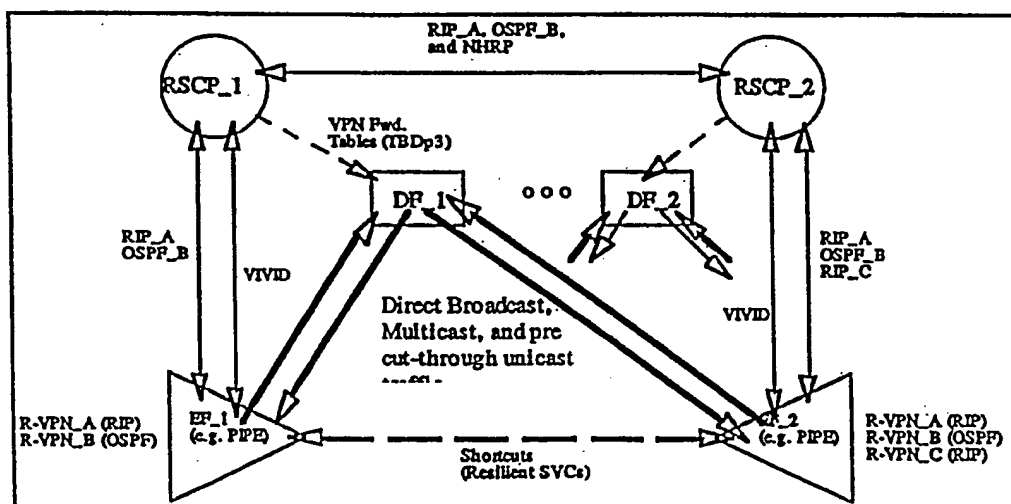 RIP_A, OSPF_B,
and NHRP
RSCP_1
RSCP_2
VPN Fwd.
Tables (TBDp3)
DF_1
o o o
DF_2
RIP_A
OSPF_B
VIVID
Direct Broadcast,
Multicast, and pre
cut-through unicast
VIVID
RIP_A
OSPF_B
RIP_C
R-VPN_A (RIP)
R-VPN_B (OSPF)
EF_1
(e.g. PIPE)
Shortcuts
(Resilient SVCs)
(e.g. PIPE)
R-VPN_A (RIP)
R-VPN_B (OSPF)
R-VPN_C (RIP)